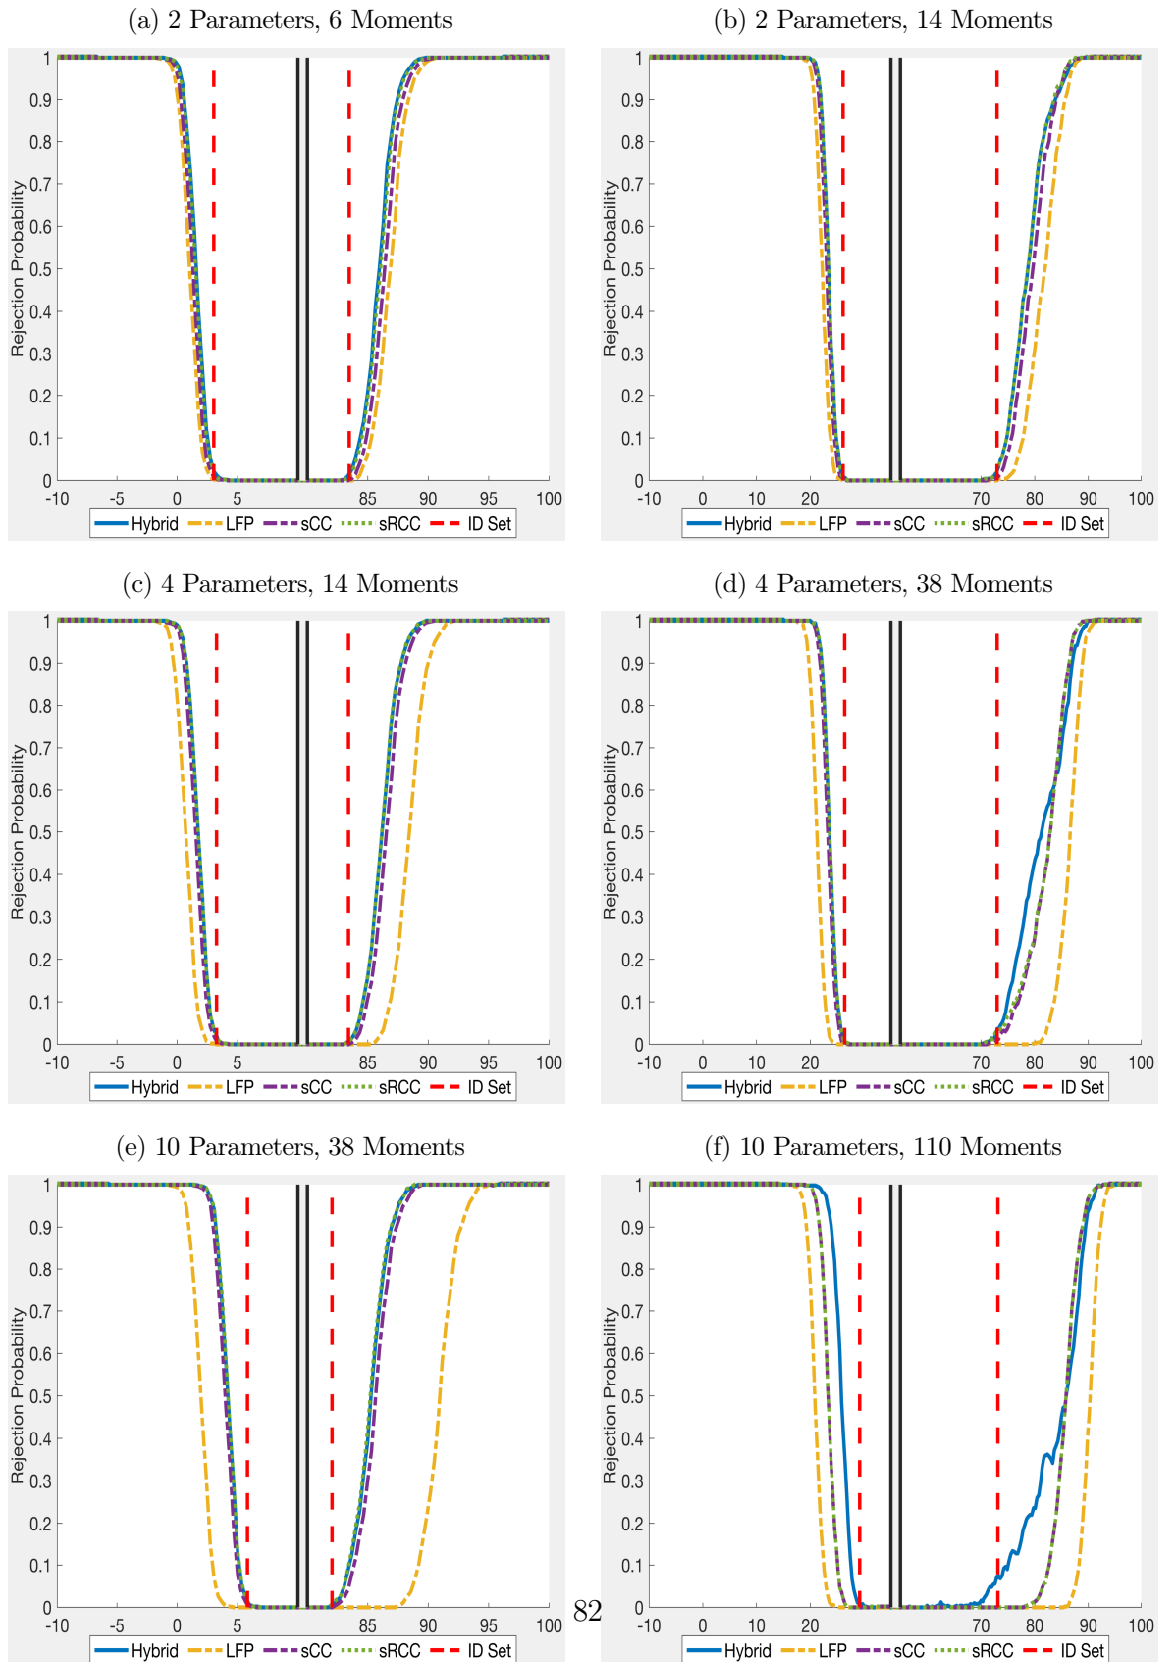 (a) 2 Parameters, 6 Moments
Rejection Probability
1
0.9
0.8
0.7
0.6
0.5
0.4
0.3
0.2
0.1
0
-10 -5 0 5 85 90 95 100
Hybrid LFP sCC sRCC ID Set
(b) 2 Parameters, 14 Moments
Rejection Probability
1
0.9
0.8
0.7
0.6
0.5
0.4
0.3
0.2
0.1
0
-10 0 10 20 70 80 90 100
Hybrid LFP sCC sRCC ID Set
(c) 4 Parameters, 14 Moments
Rejection Probability
1
0.9
0.8
0.7
0.6
0.5
0.4
0.3
0.2
0.1
0
-10 -5 0 5 85 90 95 100
Hybrid LFP sCC sRCC ID Set
(d) 4 Parameters, 38 Moments
Rejection Probability
1
0.9
0.8
0.7
0.6
0.5
0.4
0.3
0.2
0.1
0
-10 0 10 20 70 80 90 100
Hybrid LFP sCC sRCC ID Set
(e) 10 Parameters, 38 Moments
Rejection Probability
1
0.9
0.8
0.7
0.6
0.5
0.4
0.3
0.2
0.1
0
-10 -5 0 5 85 90 95 100
Hybrid LFP sCC sRCC ID Set
(f) 10 Parameters, 110 Moments
Rejection Probability
1
0.9
0.8
0.7
0.6
0.5
0.4
0.3
0.2
0.1
0
-10 0 10 20 70 80 90 100
Hybrid LFP sCC sRCC ID Set
82